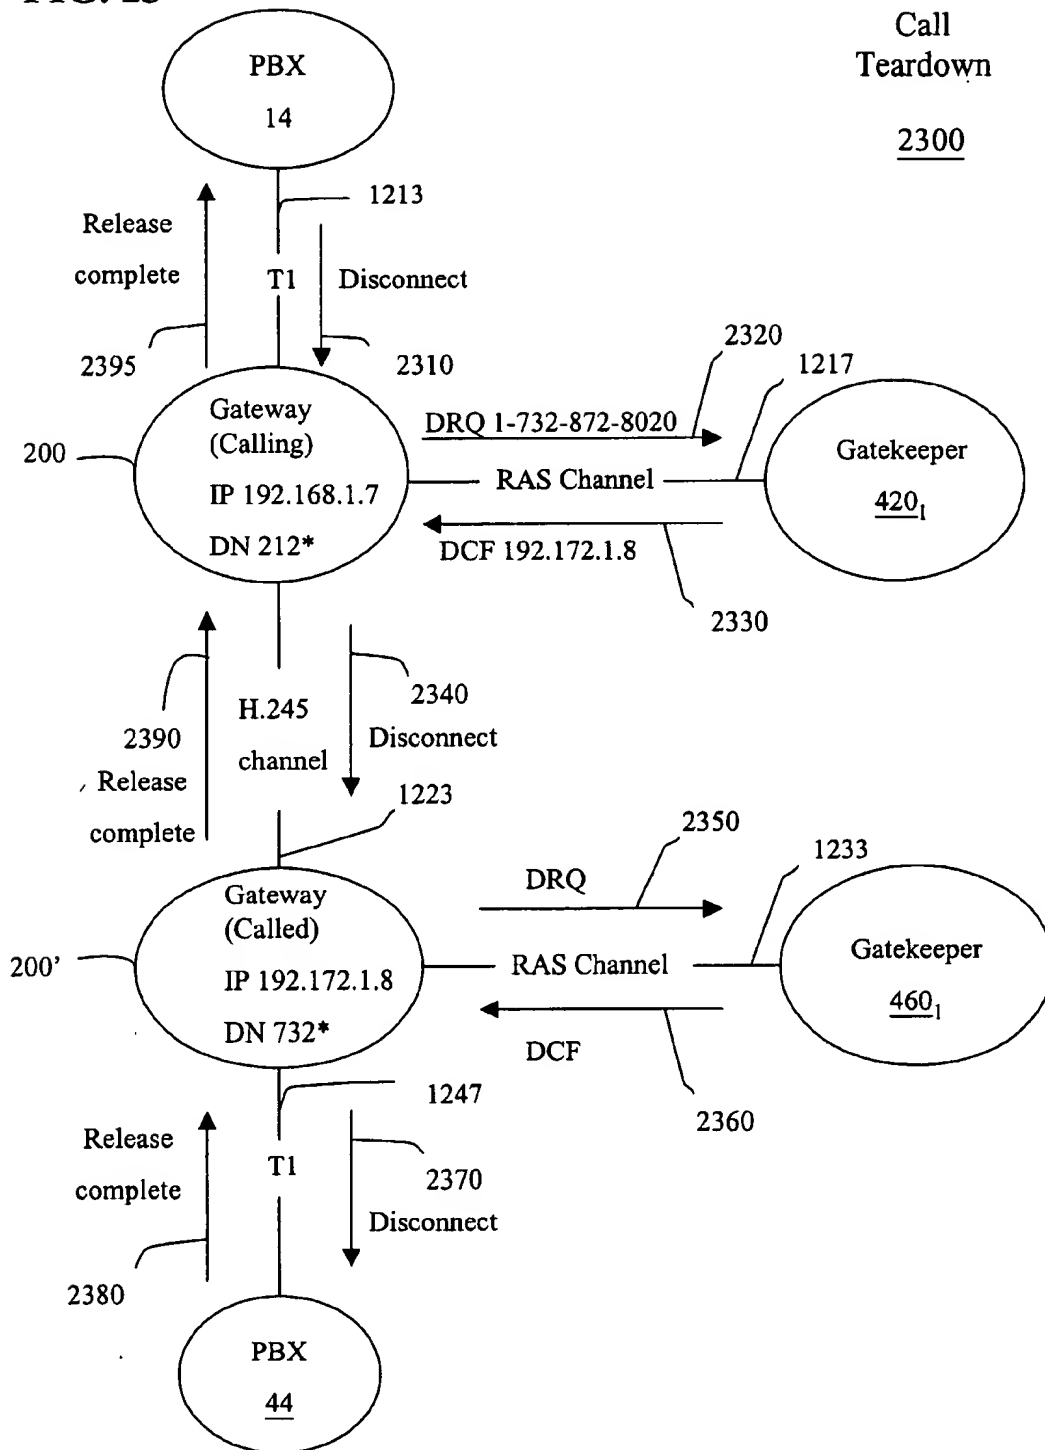 Call
Teardown
2300
PBX
14
1213
Release
complete
T1
Disconnect
2395
2310
2320
1217
Gateway
(Calling)
IP 192.168.1.7
DN 212*
200
DRQ 1-732-872-8020
RAS Channel
DCF 192.172.1.8
Gatekeeper
420₁
2330
2390
Release
complete
H.245
channel
2340
Disconnect
1223
2350
1233
Gateway
(Called)
IP 192.172.1.8
DN 732*
200'
DRQ
RAS Channel
DCF
Gatekeeper
460₁
2360
1247
Release
complete
T1
2370
Disconnect
2380
PBX
44